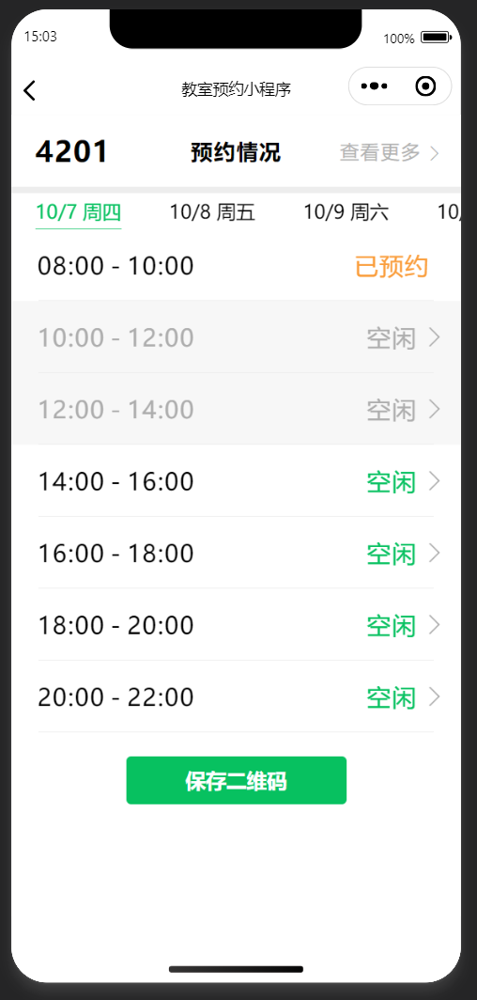 15:03 100%
教室预约小程序
4201 预约情况 查看更多
10/7 周四 10/8 周五 10/9 周六 10/
08:00 - 10:00 已预约
10:00 - 12:00 空闲
12:00 - 14:00 空闲
14:00 - 16:00 空闲
16:00 - 18:00 空闲
18:00 - 20:00 空闲
20:00 - 22:00 空闲
保存二维码